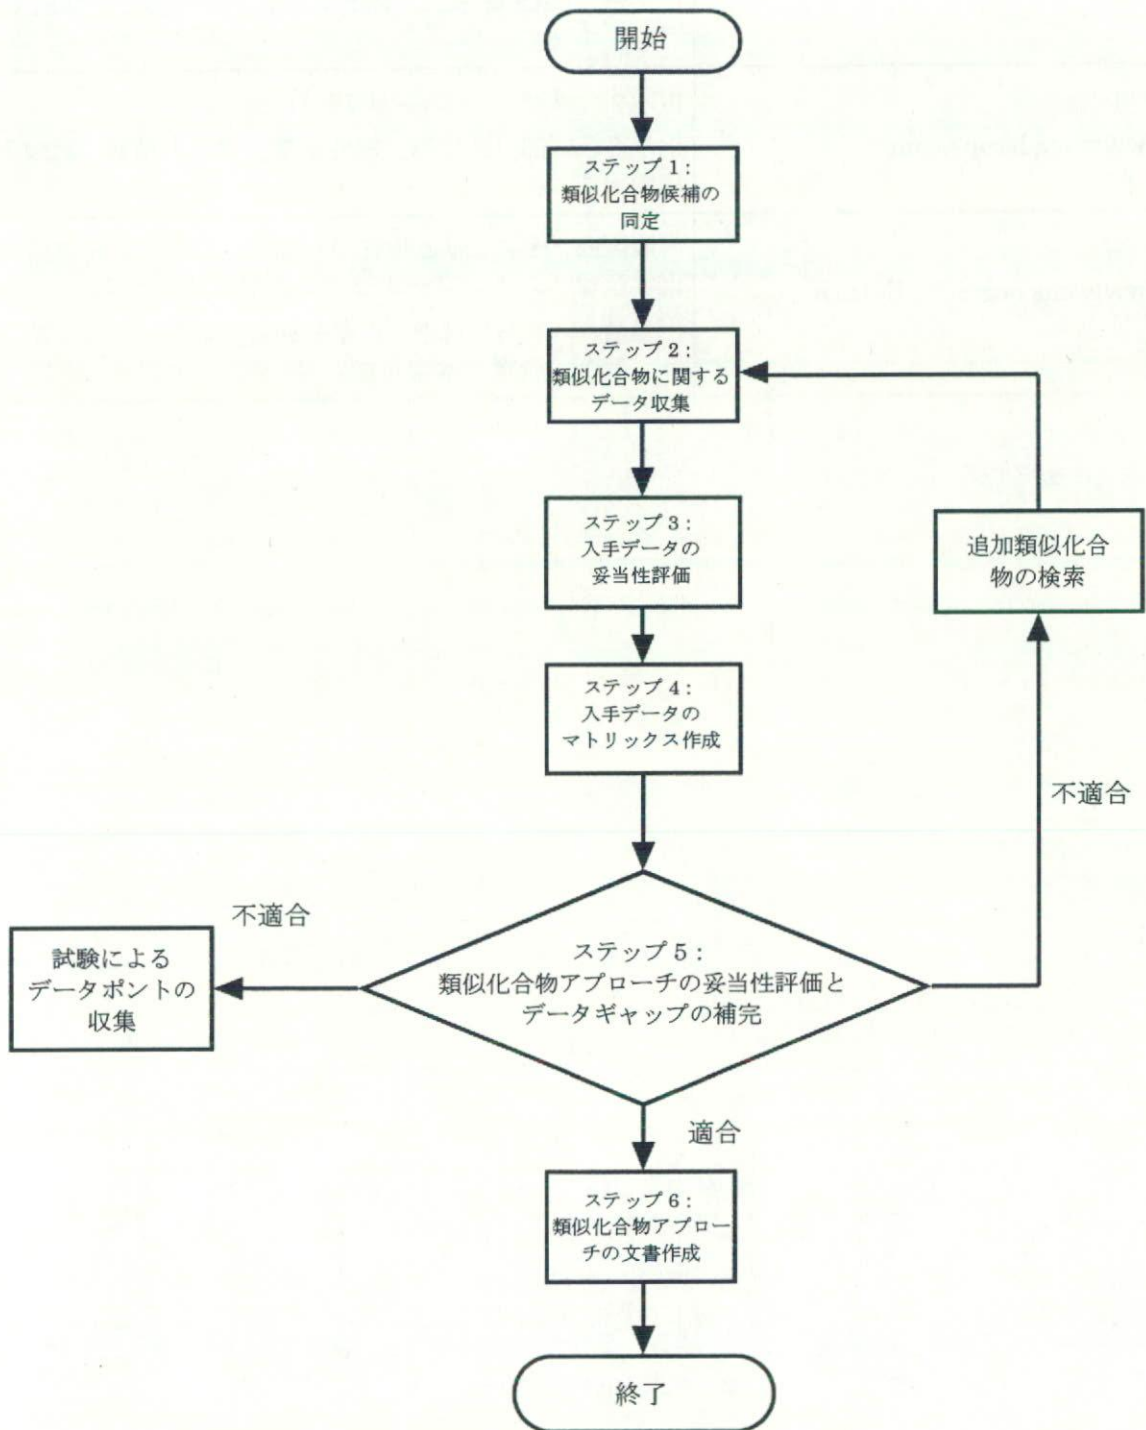 開始
ステップ 1：
類似化合物候補の
同定
ステップ 2：
類似化合物に関する
データ収集
ステップ 3：
入手データの
妥当性評価
追加類似化合
物の検索
ステップ 4：
入手データの
マトリックス作成
不適合
不適合
試験による
データポントの
収集
ステップ 5：
類似化合物アプローチの妥当性評価と
データギャップの補完
適合
ステップ 6：
類似化合物アプロー
チの文書作成
終了